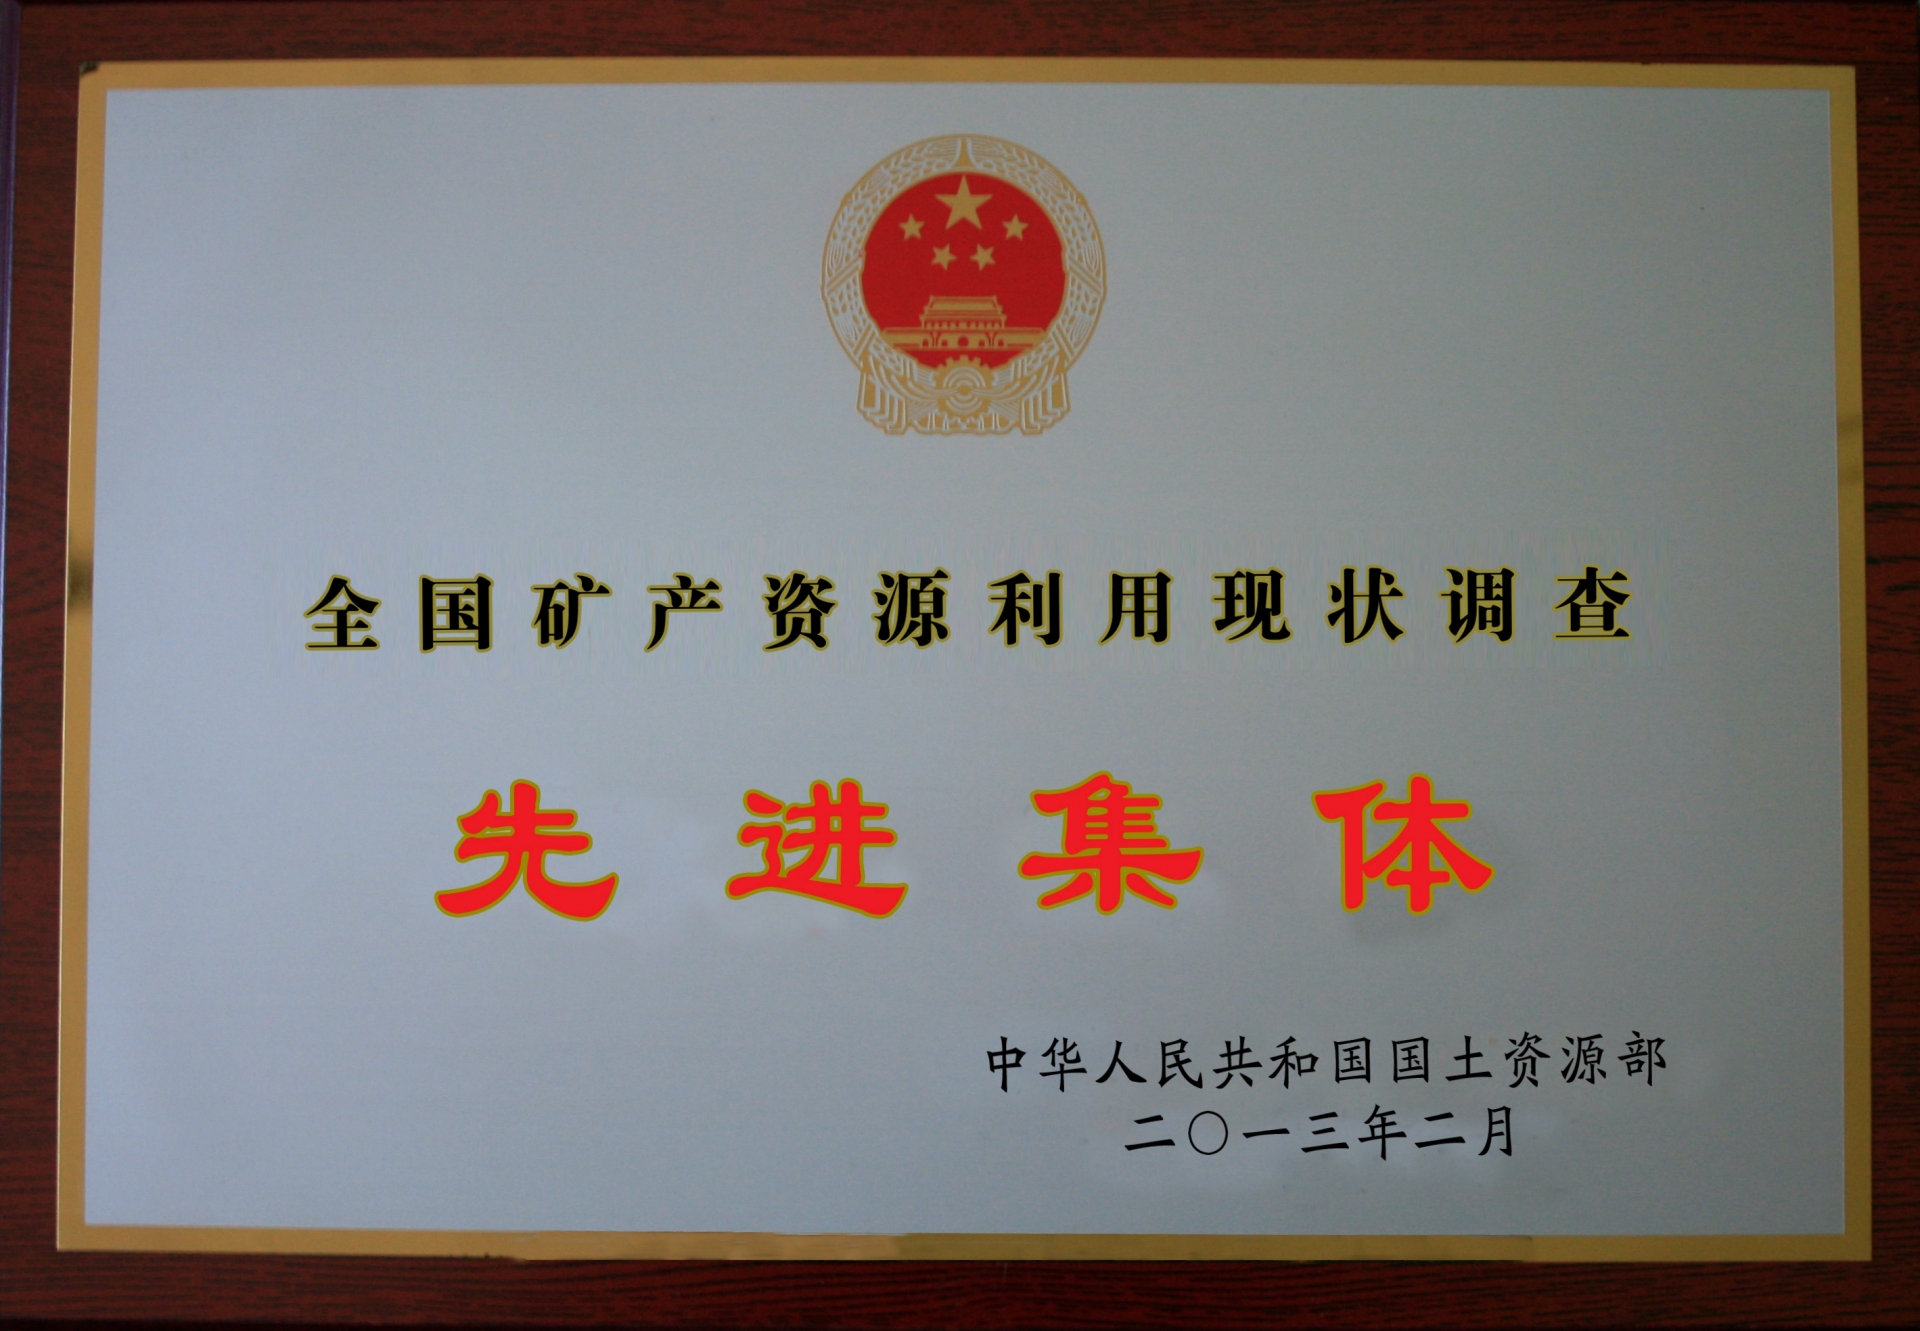 全国矿产资源利用现状调查
先进集体
中华人民共和国国土资源部
二〇一三年二月